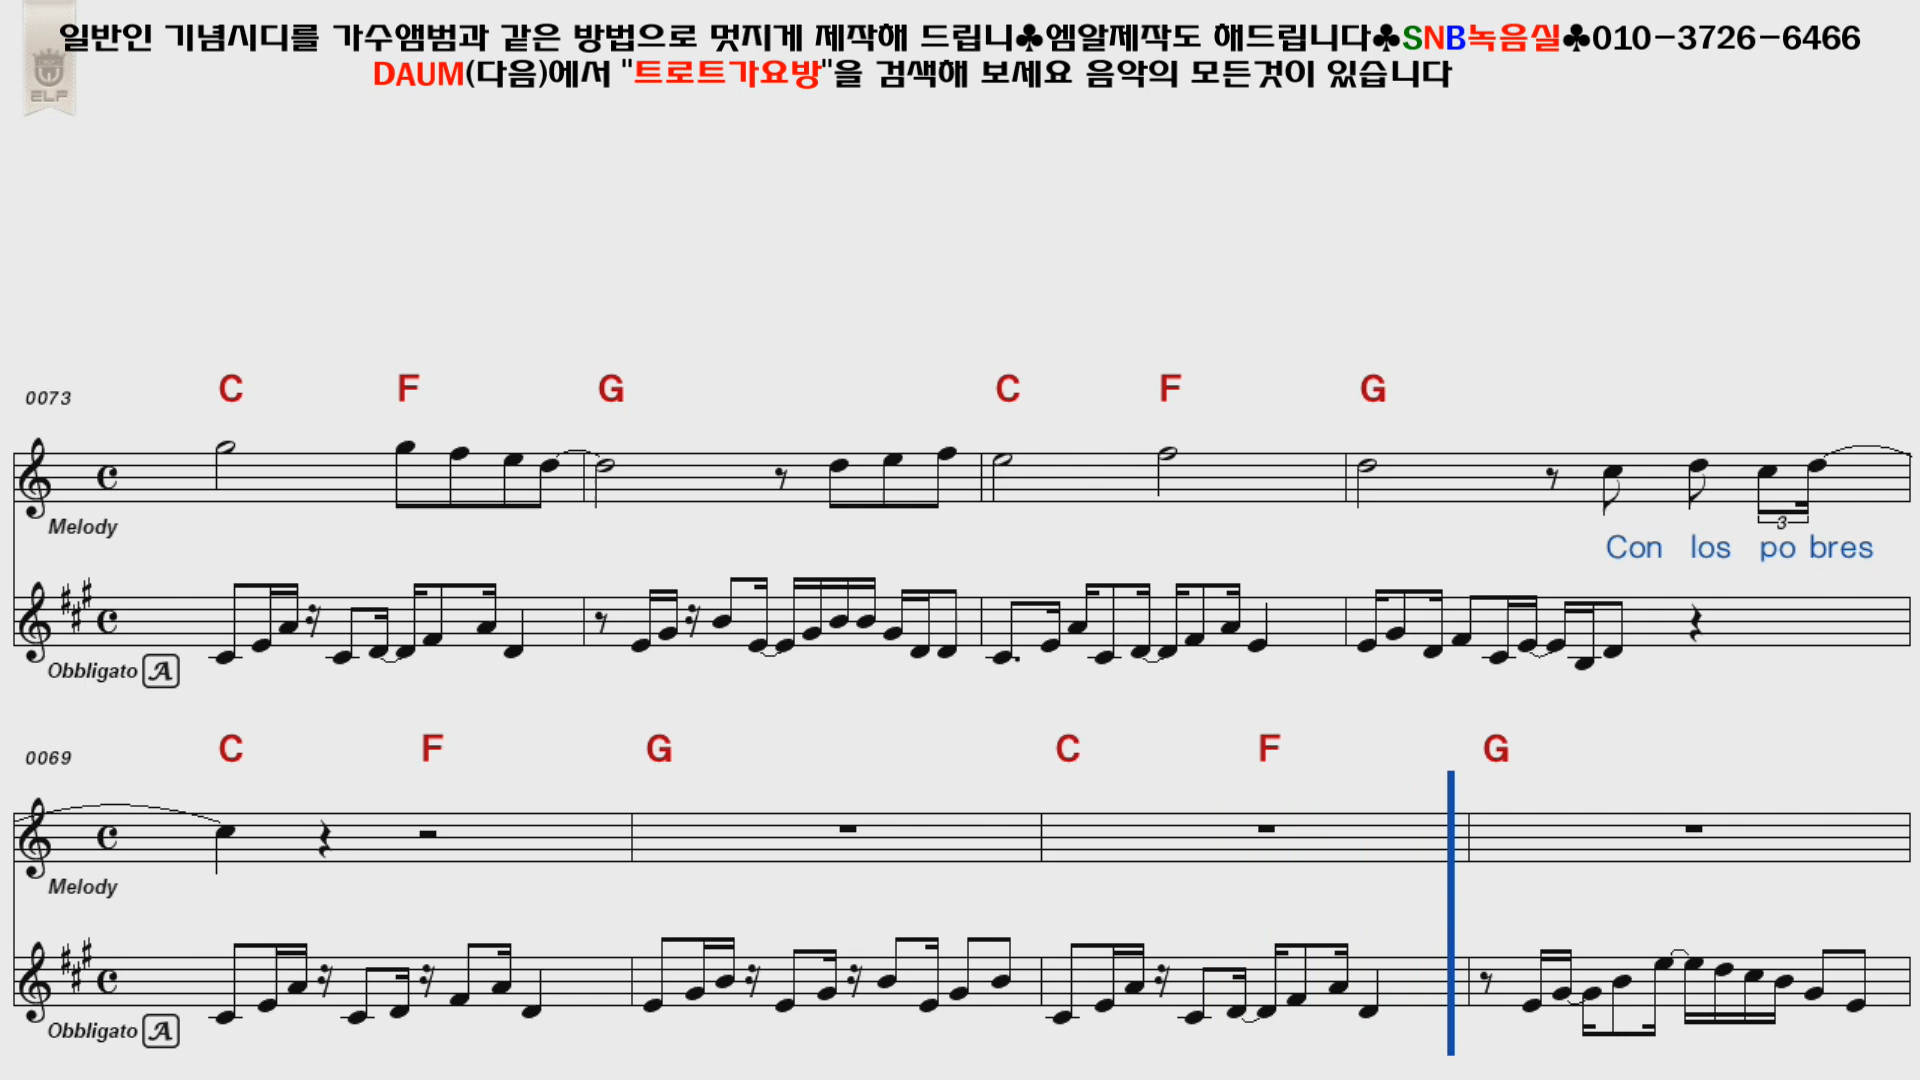 일반인 기념시디를 가수앨범과 같은 방법으로 멋지게 제작해 드립니♣엠알제작도 해드립니다♣SNB녹음실♣010-3726-6466
DAUM(다음)에서 "트로트가요방"을 검색해 보세요 음악의 모든것이 있습니다
ELF
0073 C F G C F G
Melody
3
Con los po bres
Obbligato A
0069 C F G C F G
Melody
Obbligato A